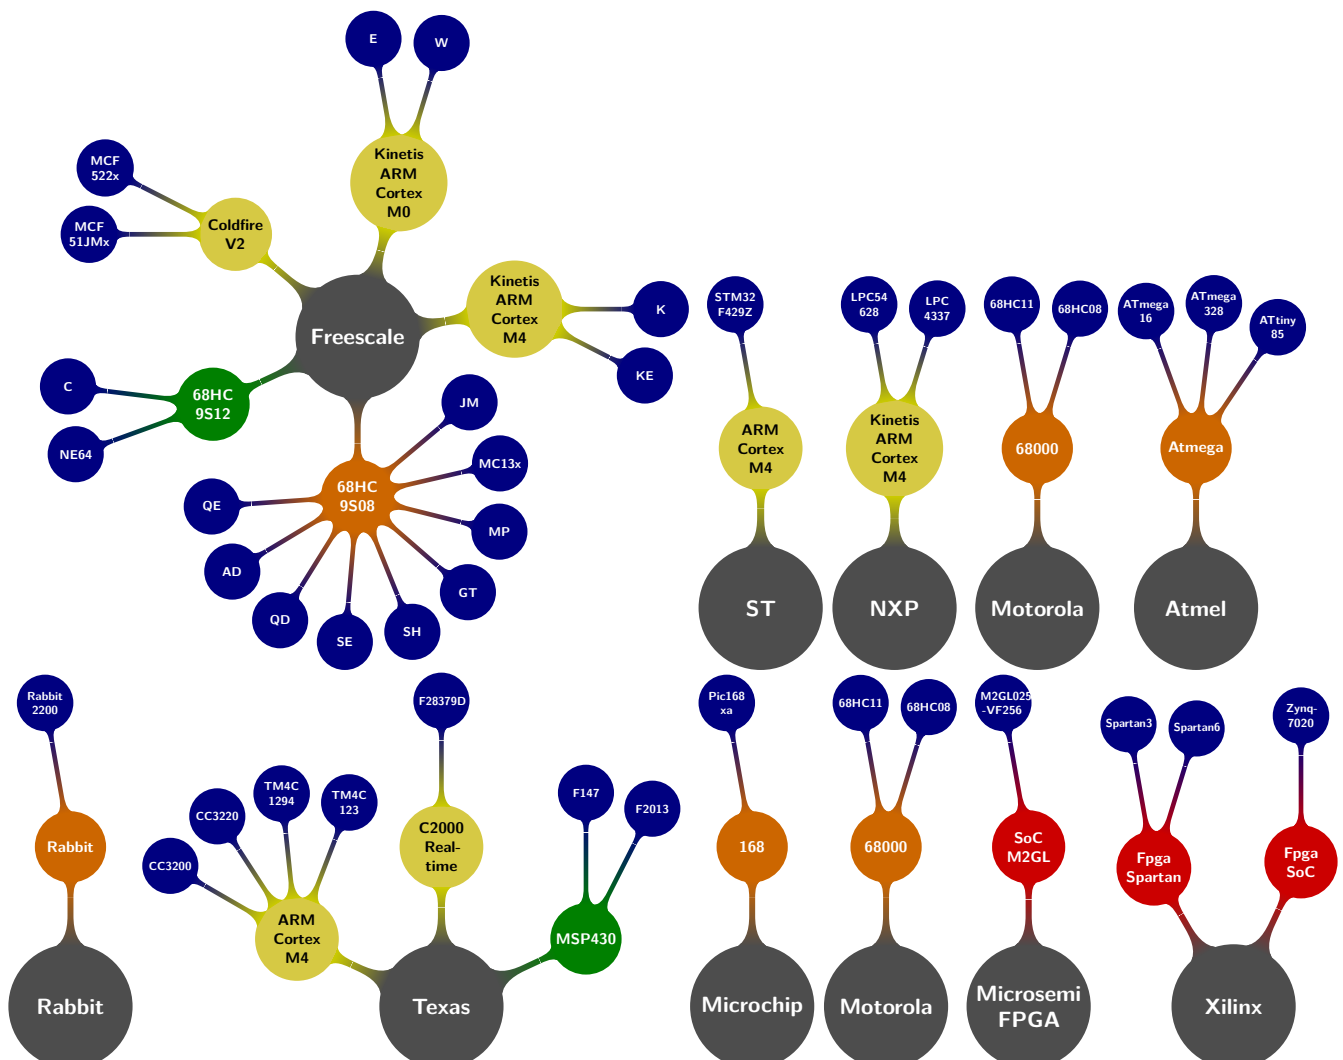 E
W
Kinetis
ARM
Cortex
M0
MCF
522x
MCF
51JMx
Coldfire
V2
Freescale
Kinetis
ARM
Cortex
M4
K
KE
C
NE64
68HC
9S12
68HC
9S08
JM
MC13x
MP
GT
SH
SE
QD
AD
QE
STM32
F429Z
ARM
Cortex
M4
ST
LPC54
628
LPC
4337
Kinetis
ARM
Cortex
M4
NXP
68HC11
68HC08
68000
Motorola
ATmega
16
ATmega
328
ATtiny
85
Atmega
Atmel
Rabbit
2200
Rabbit
Rabbit
CC3200
CC3220
TM4C
1294
TM4C
123
ARM
Cortex
M4
F28379D
C2000
Real-
time
F147
F2013
MSP430
Texas
Pic168
xa
168
Microchip
68HC11
68HC08
68000
Motorola
M2GL025
-VF256
SoC
M2GL
Microsemi
FPGA
Spartan3
Spartan6
Fpga
Spartan
Zynq-
7020
Fpga
SoC
Xilinx